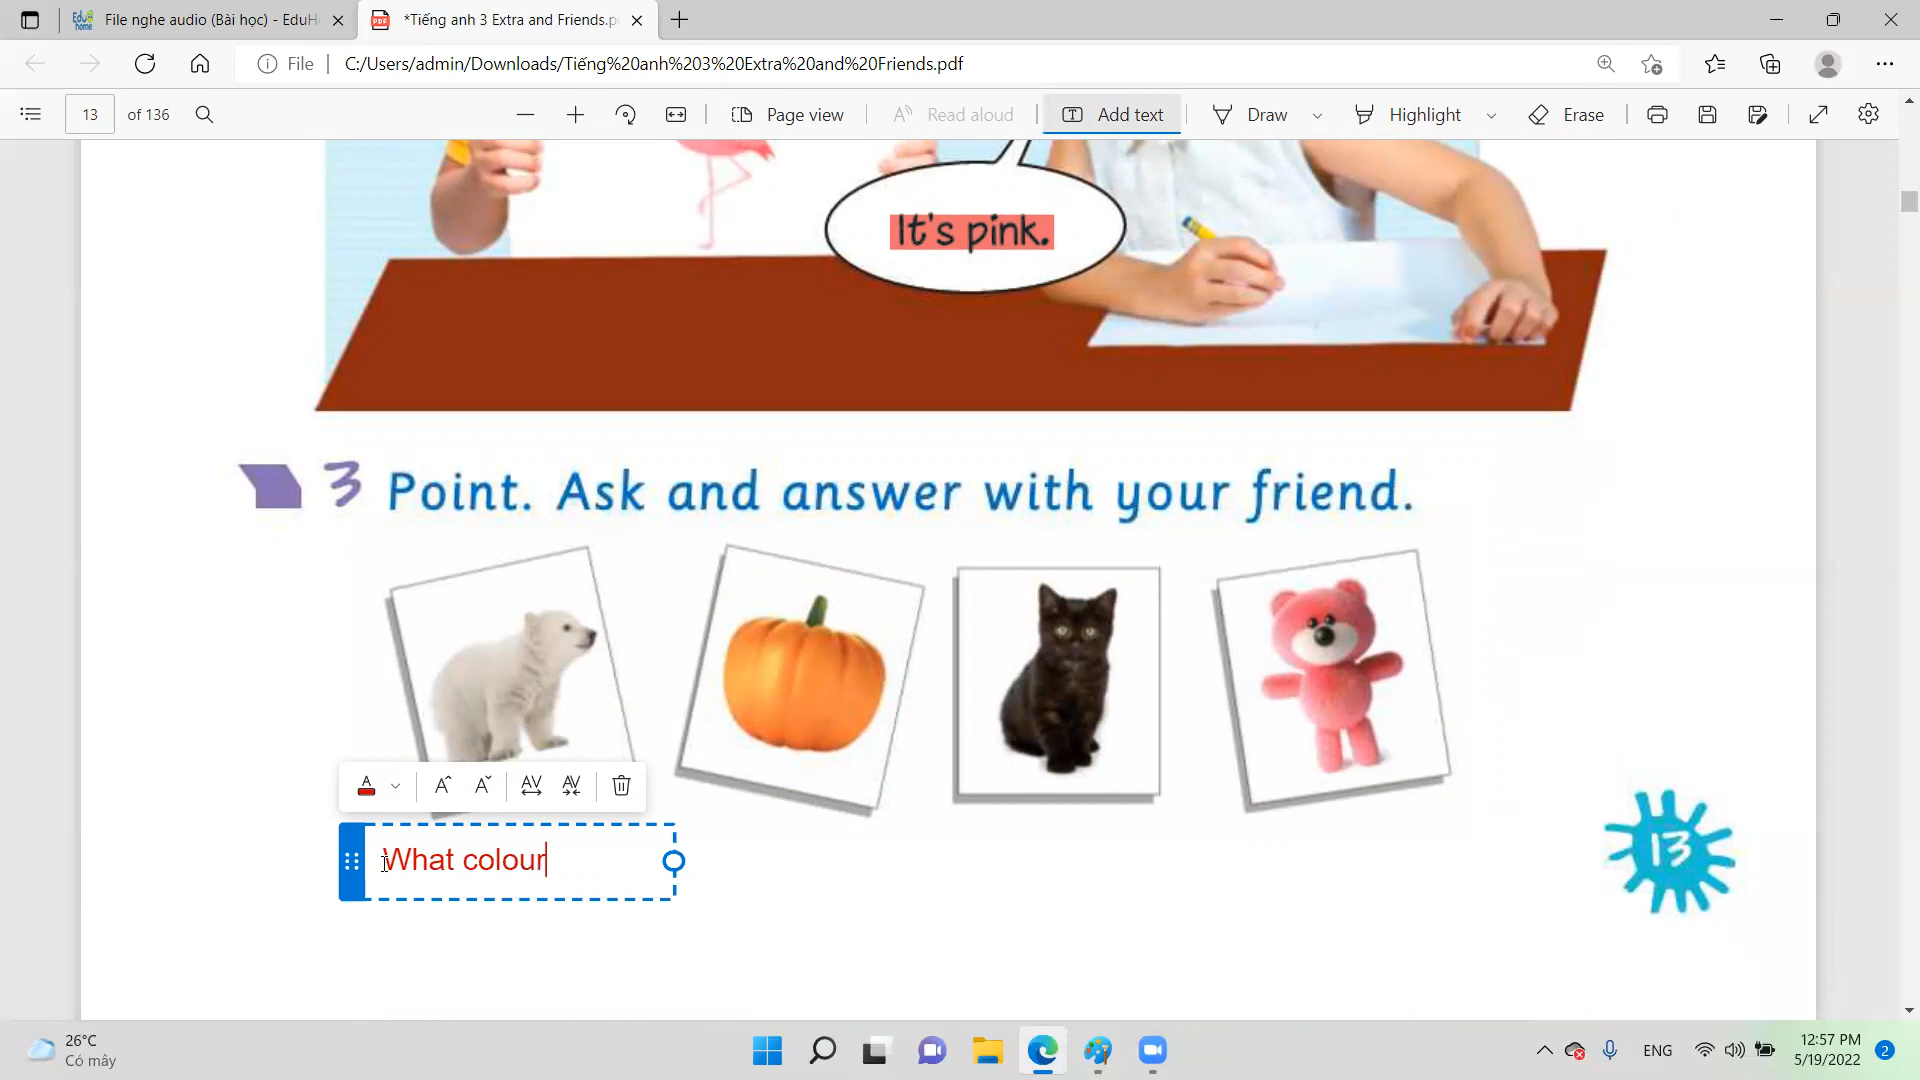 File nghe audio (Bài học) - EduH
*Tiếng anh 3 Extra and Friends.p
File
C:/Users/admin/Downloads/Tiếng%20anh%203%20Extra%20and%20Friends.pdf
13 of 136
Page view
Read aloud
Add text
Draw
Highlight
Erase
It's pink.
3 Point. Ask and answer with your friend.
What colour
13
26°C
Có mây
ENG
12:57 PM
5/19/2022
2